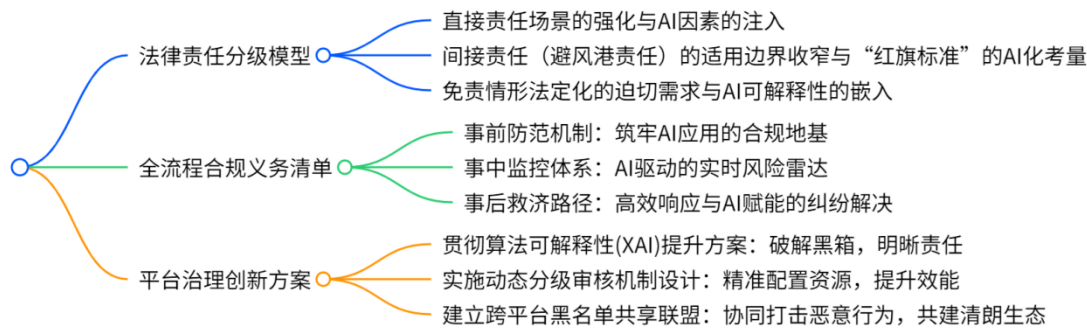 法律责任分级模型
直接责任场景的强化与AI因素的注入
间接责任（避风港责任）的适用边界收窄与“红旗标准”的AI化考量
免责情形法定化的迫切需求与AI可解释性的嵌入
全流程合规义务清单
事前防范机制：筑牢AI应用的合规地基
事中监控体系：AI驱动的实时风险雷达
事后救济路径：高效响应与AI赋能的纠纷解决
平台治理创新方案
贯彻算法可解释性(XAI)提升方案：破解黑箱，明晰责任
实施动态分级审核机制设计：精准配置资源，提升效能
建立跨平台黑名单共享联盟：协同打击恶意行为，共建清朗生态